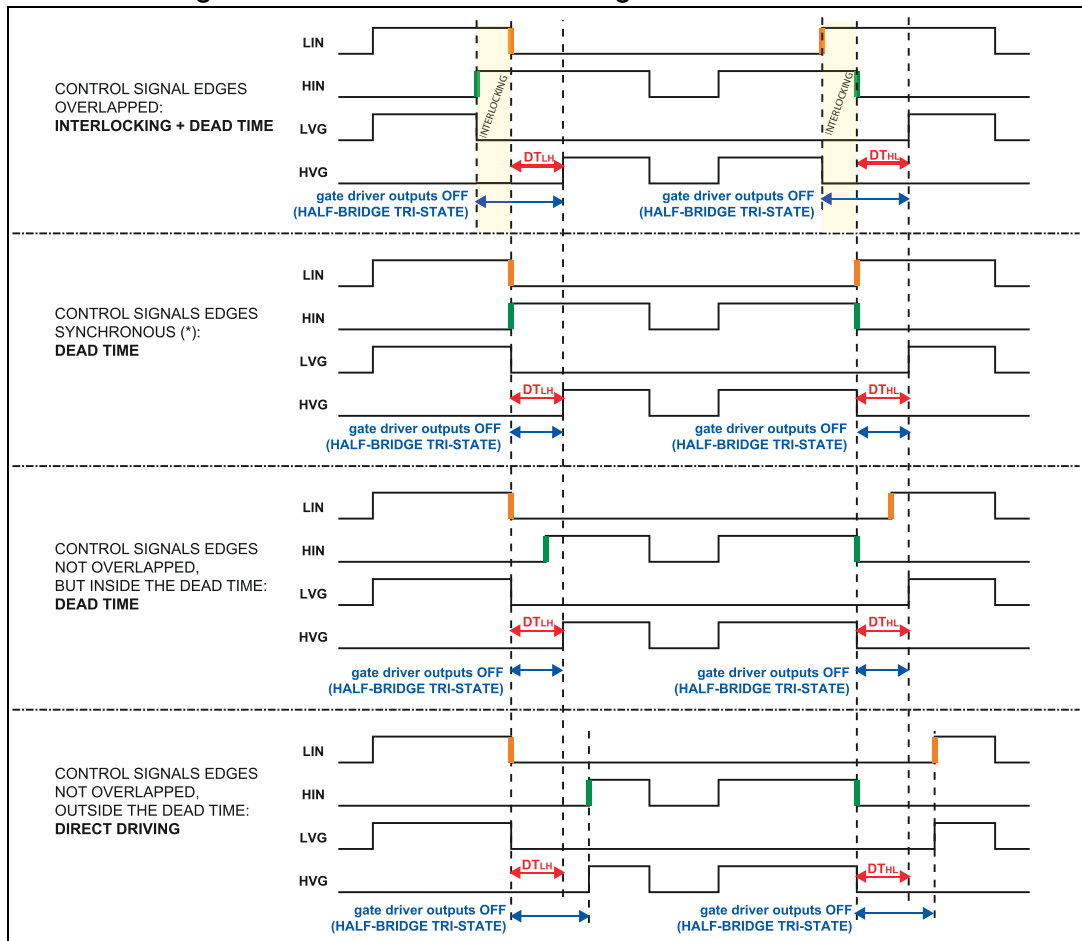 CONTROL SIGNAL EDGES
OVERLAPPED:
INTERLOCKING + DEAD TIME
LIN
HIN
LVG
HVG
INTERLOCKING
INTERLOCKING
DTLH
DTHL
gate driver outputs OFF
(HALF-BRIDGE TRI-STATE)
gate driver outputs OFF
(HALF-BRIDGE TRI-STATE)
CONTROL SIGNALS EDGES
SYNCHRONOUS (*):
DEAD TIME
LIN
HIN
LVG
HVG
DTLH
DTHL
gate driver outputs OFF
(HALF-BRIDGE TRI-STATE)
gate driver outputs OFF
(HALF-BRIDGE TRI-STATE)
CONTROL SIGNALS EDGES
NOT OVERLAPPED,
BUT INSIDE THE DEAD TIME:
DEAD TIME
LIN
HIN
LVG
HVG
DTLH
DTHL
gate driver outputs OFF
(HALF-BRIDGE TRI-STATE)
gate driver outputs OFF
(HALF-BRIDGE TRI-STATE)
CONTROL SIGNALS EDGES
NOT OVERLAPPED,
OUTSIDE THE DEAD TIME:
DIRECT DRIVING
LIN
HIN
LVG
HVG
DTLH
DTHL
gate driver outputs OFF
(HALF-BRIDGE TRI-STATE)
gate driver outputs OFF
(HALF-BRIDGE TRI-STATE)